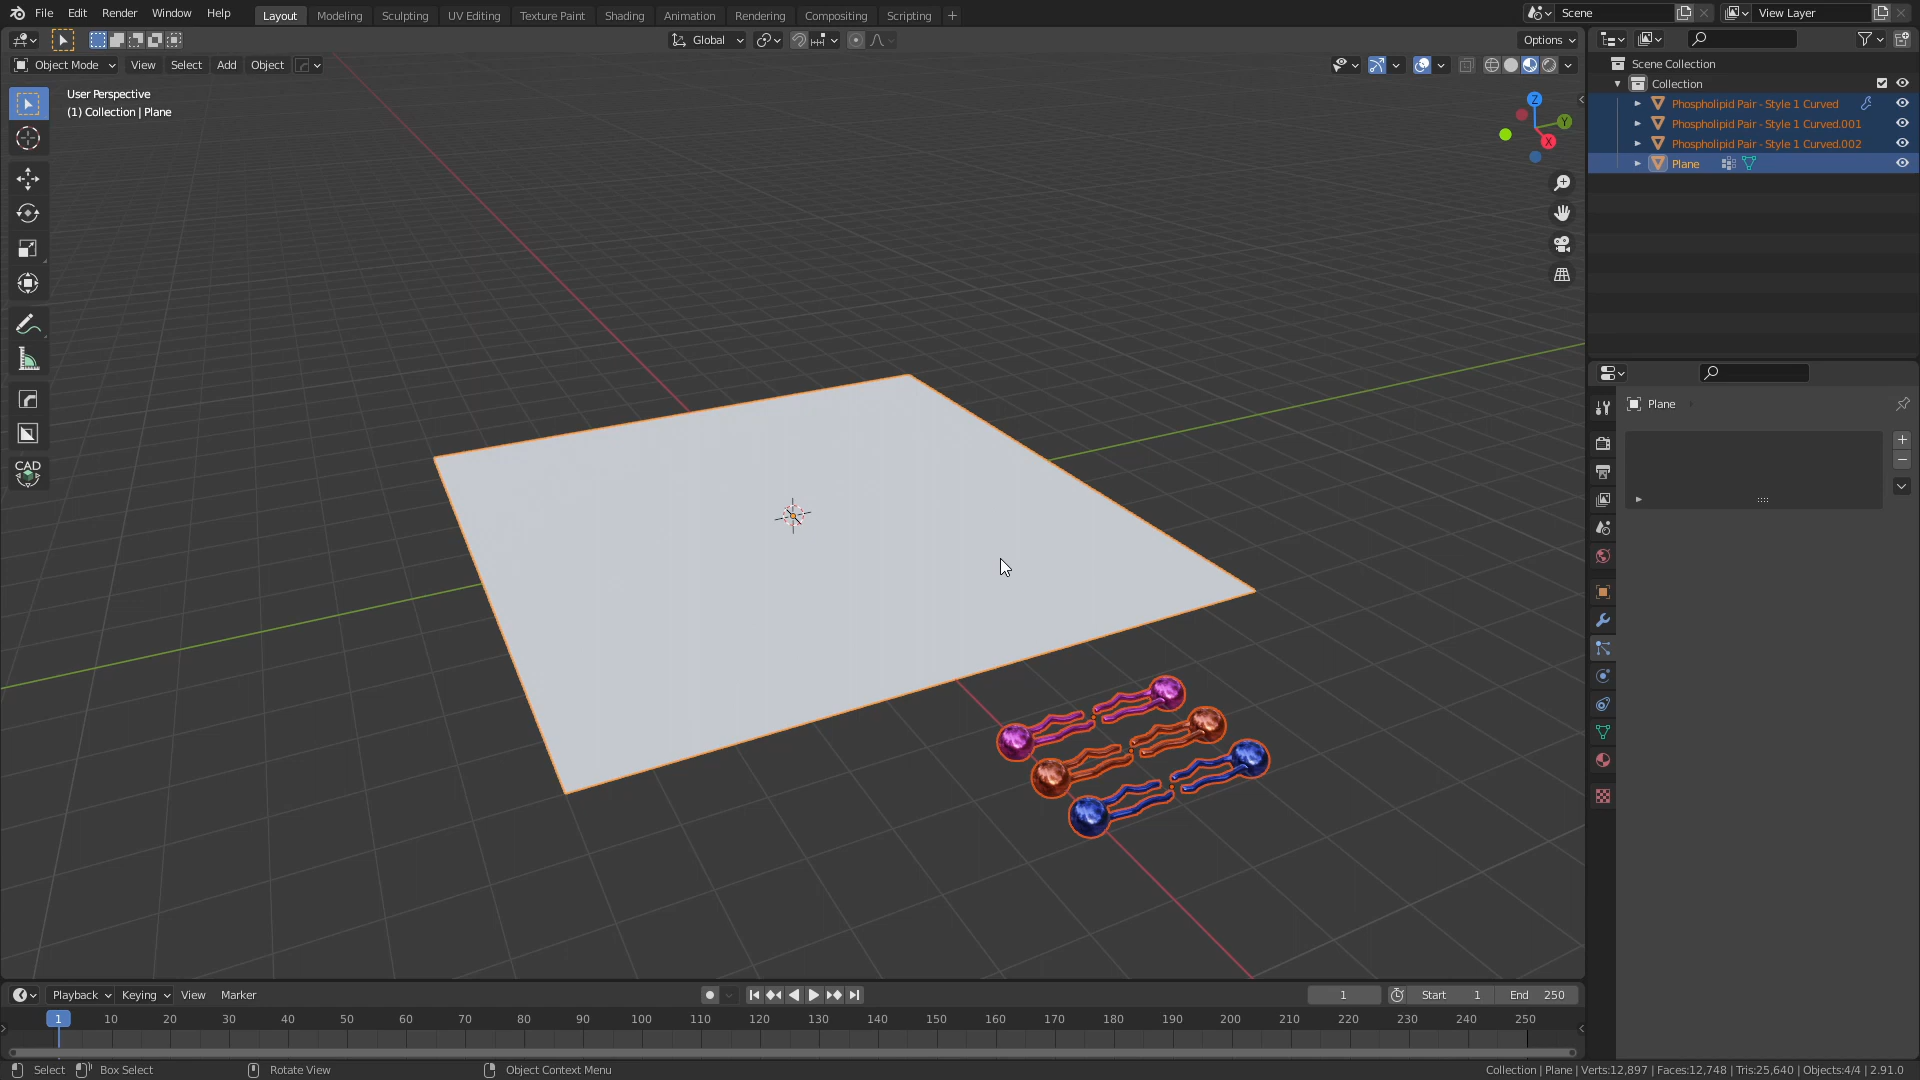 File Edit Render Window Help Layout Modeling Sculpting UV Editing Texture Paint Shading Animation Rendering Compositing Scripting + Scene View Layer
Global Options
Object Mode View Select Add Object
User Perspective
(1) Collection | Plane
Z
Y
X
CAD
Scene Collection
Collection
Phospholipid Pair - Style 1 Curved
Phospholipid Pair - Style 1 Curved.001
Phospholipid Pair - Style 1 Curved.002
Plane
Plane
Playback Keying View Marker 1 Start 1 End 250
1 10 20 30 40 50 60 70 80 90 100 110 120 130 140 150 160 170 180 190 200 210 220 230 240 250
Select Box Select Rotate View Object Context Menu Collection | Plane | Verts:12,897 | Faces:12,748 | Tris:25,640 | Objects:4/4 | 2.91.0